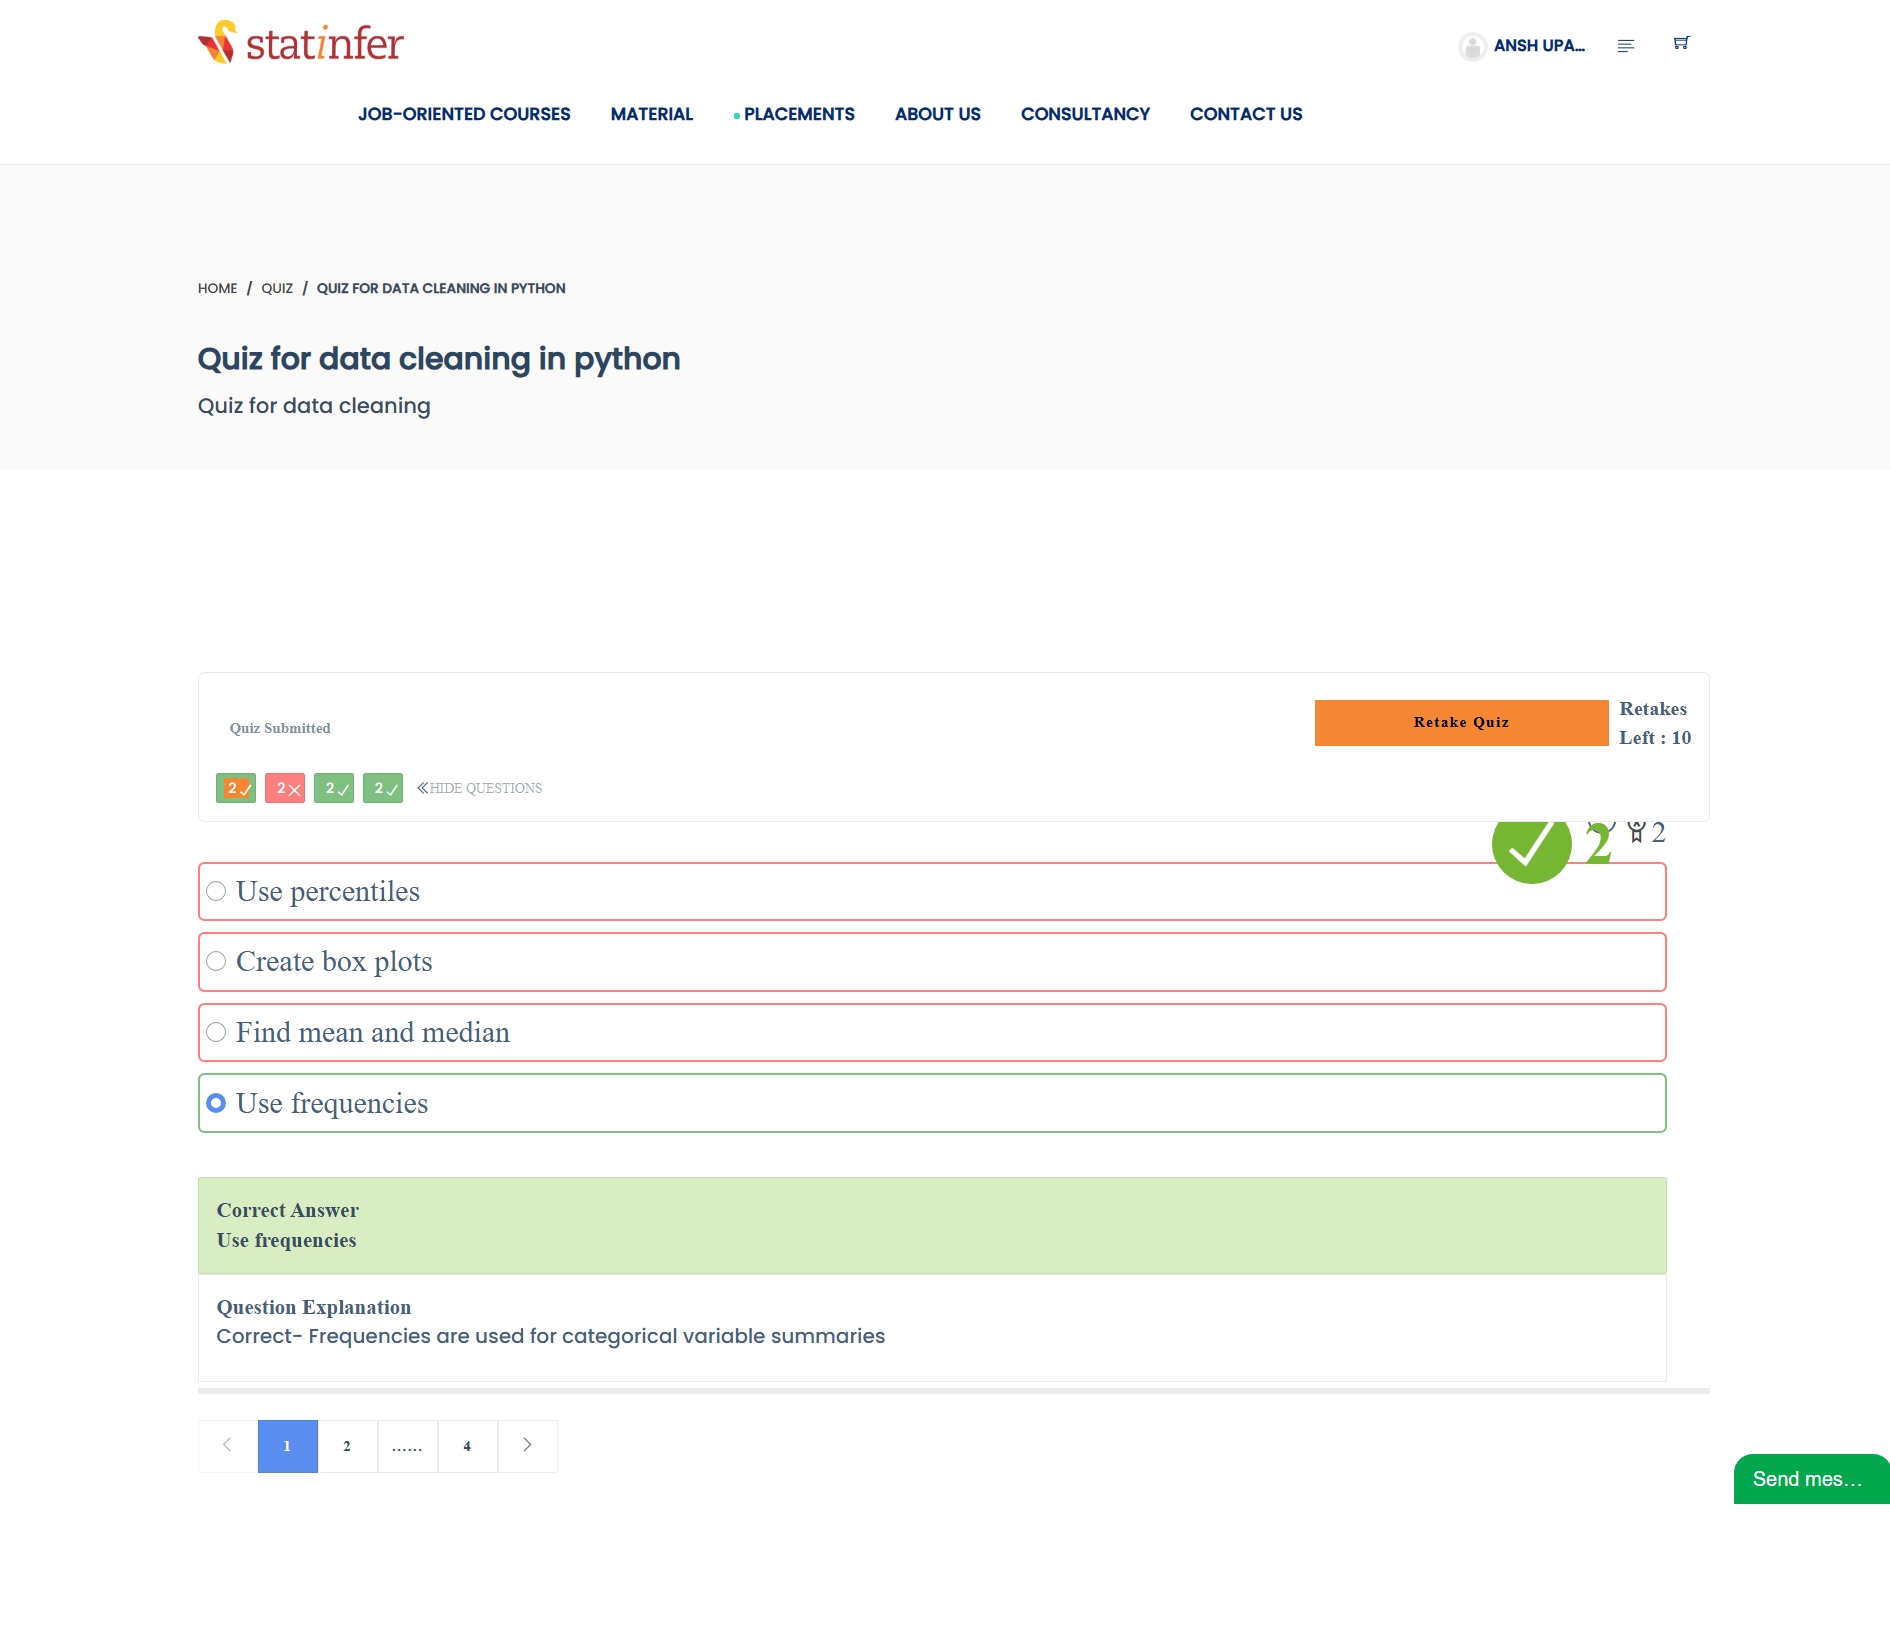 statinfer
ANSH UPA...
JOB-ORIENTED COURSES MATERIAL PLACEMENTS ABOUT US CONSULTANCY CONTACT US
HOME / QUIZ / QUIZ FOR DATA CLEANING IN PYTHON
Quiz for data cleaning in python
Quiz for data cleaning
Quiz Submitted
Retake Quiz
Retakes
Left : 10
2 2 2 2 HIDE QUESTIONS
2 2
Use percentiles
Create box plots
Find mean and median
Use frequencies
Correct Answer
Use frequencies
Question Explanation
Correct- Frequencies are used for categorical variable summaries
1 2 ...... 4
Send mes...